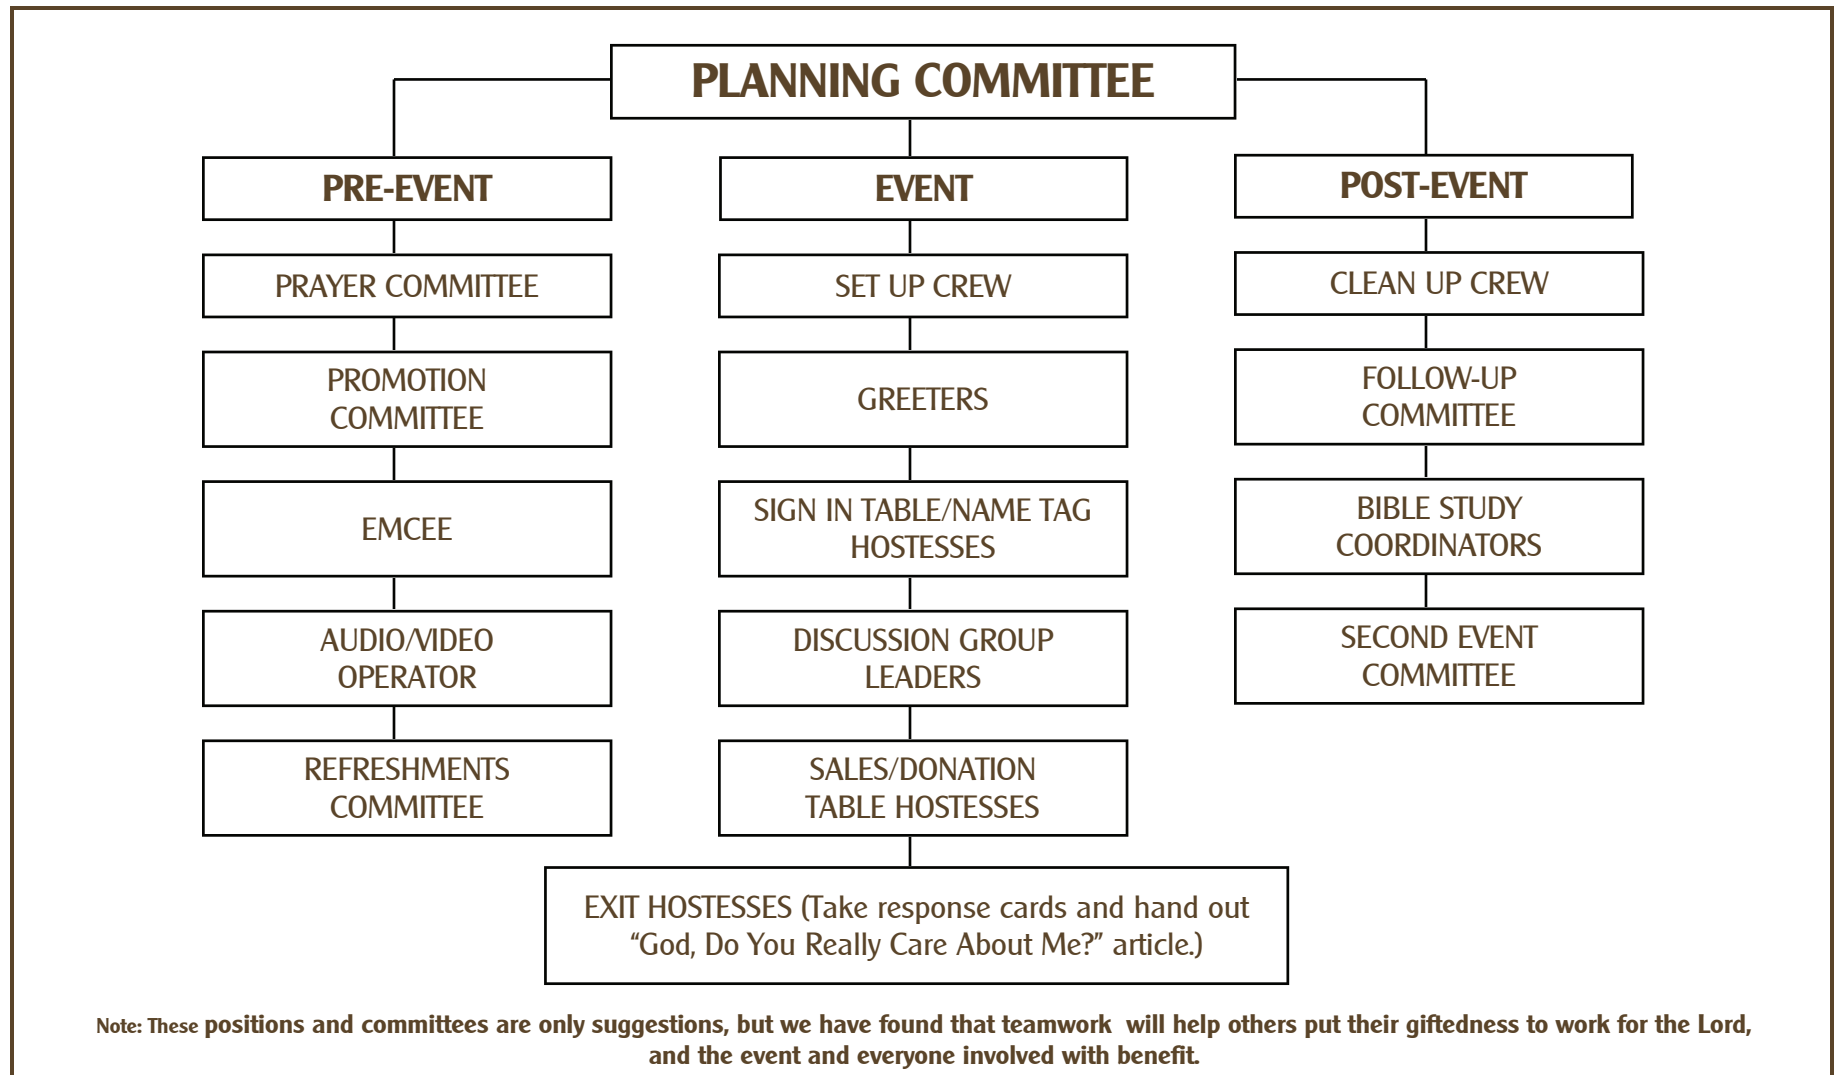 PLANNING COMMITTEE
PRE-EVENT
PRAYER COMMITTEE
PROMOTION
COMMITTEE
EMCEE
AUDIO/VIDEO
OPERATOR
REFRESHMENTS
COMMITTEE
EVENT
SET UP CREW
GREETERS
SIGN IN TABLE/NAME TAG
HOSTESSES
DISCUSSION GROUP
LEADERS
SALES/DONATION
TABLE HOSTESSES
EXIT HOSTESSES (Take response cards and hand out
“God, Do You Really Care About Me?” article.)
POST-EVENT
CLEAN UP CREW
FOLLOW-UP
COMMITTEE
BIBLE STUDY
COORDINATORS
SECOND EVENT
COMMITTEE
Note: These positions and committees are only suggestions, but we have found that teamwork  will help others put their giftedness to work for the Lord,
and the event and everyone involved with benefit.